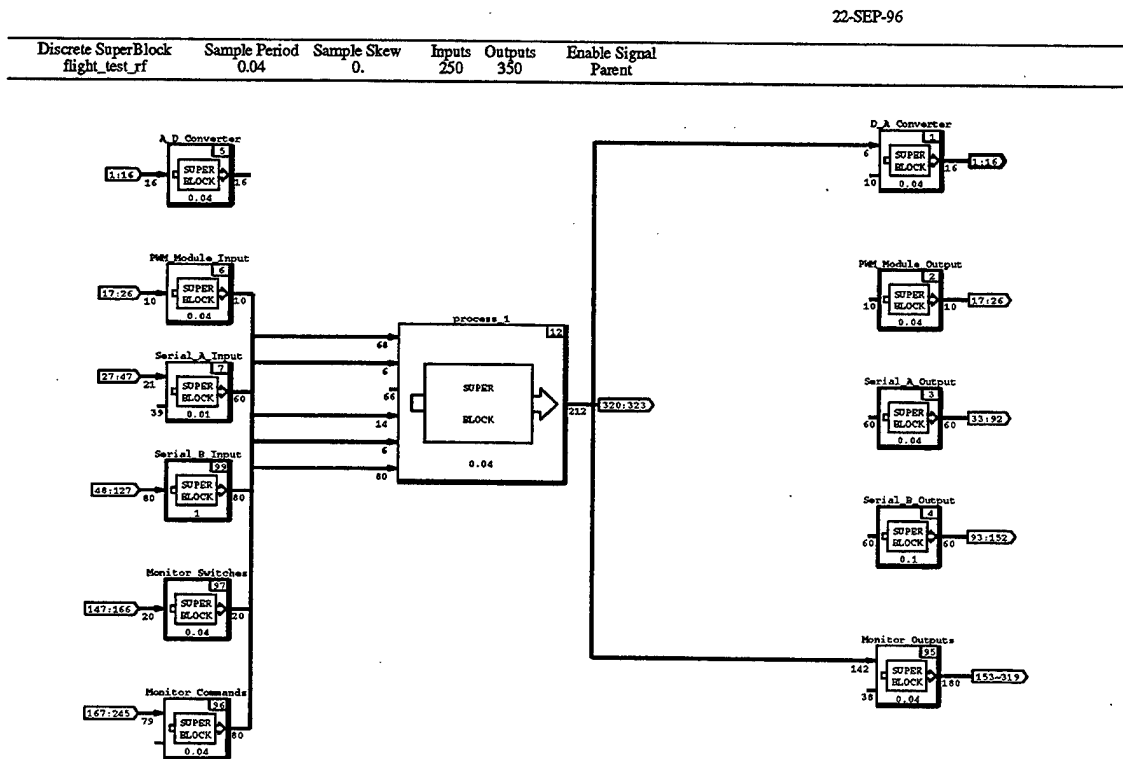 22-SEP-96
Discrete SuperBlock Sample Period Sample Skew Inputs Outputs Enable Signal
flight_test_rf 0.04 0. 250 350 Parent
A_D_Converter
5
1:16
16
SUPER
BLOCK
16
0.04
PWM_Module_Input
6
17:26
10
SUPER
BLOCK
10
0.04
Serial_A_Input
7
27:47
21
39
SUPER
BLOCK
60
0.01
Serial_B_Input
99
48:127
80
SUPER
BLOCK
80
1
Monitor Switches
97
147:166
20
SUPER
BLOCK
20
0.04
Monitor Commands
96
167:245
79
SUPER
BLOCK
80
0.04
process_1
12
68
6
66
14
6
80
SUPER
BLOCK
0.04
212
320:323
D_A_Converter
1
6
10
SUPER
BLOCK
16
1:16
0.04
PWM_Module_Output
2
10
SUPER
BLOCK
10
17:26
0.04
Serial_A_Output
3
60
SUPER
BLOCK
60
33:92
0.04
Serial_B_Output
4
60
SUPER
BLOCK
60
93:152
0.1
Monitor_Outputs
95
142
38
SUPER
BLOCK
180
153~319
0.04